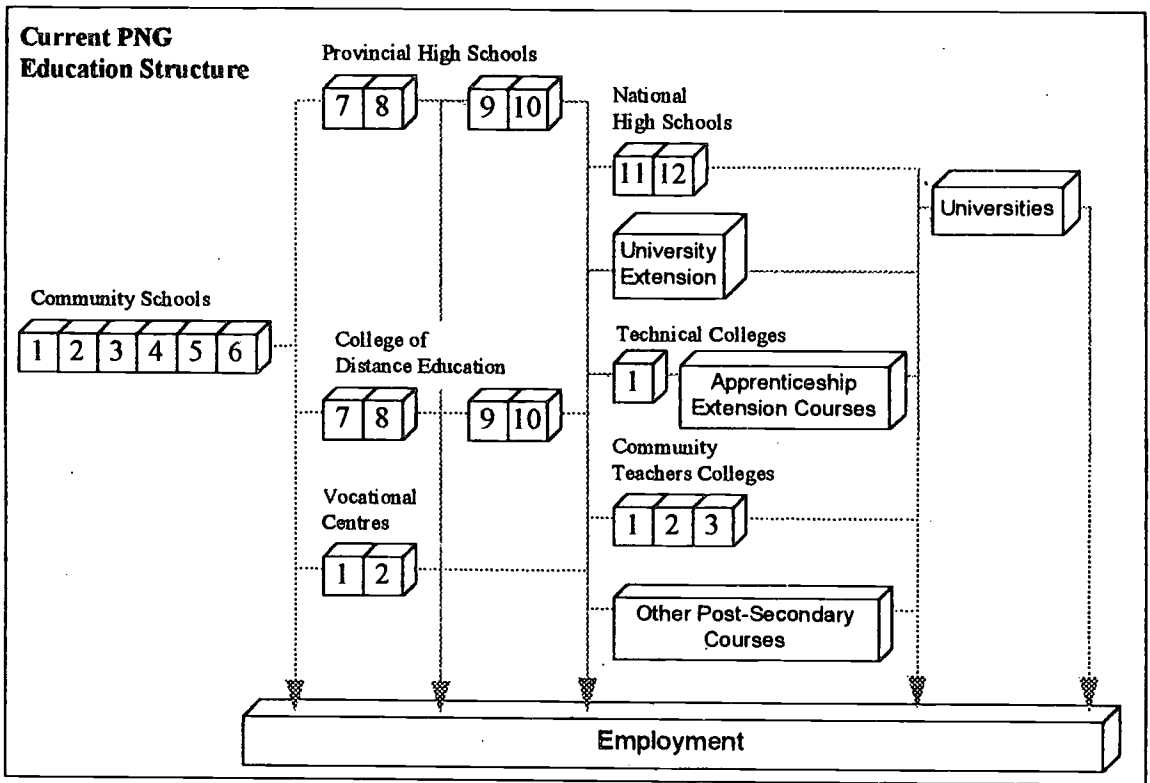 Current PNG
Education Structure
Provincial High Schools
7 8
9 10
National
High Schools
11 12
Universities
University
Extension
Community Schools
1 2 3 4 5 6
College of
Distance Education
7 8
9 10
Technical Colleges
1
Apprenticeship
Extension Courses
Community
Teachers Colleges
1 2 3
Vocational
Centres
1 2
Other Post-Secondary
Courses
Employment